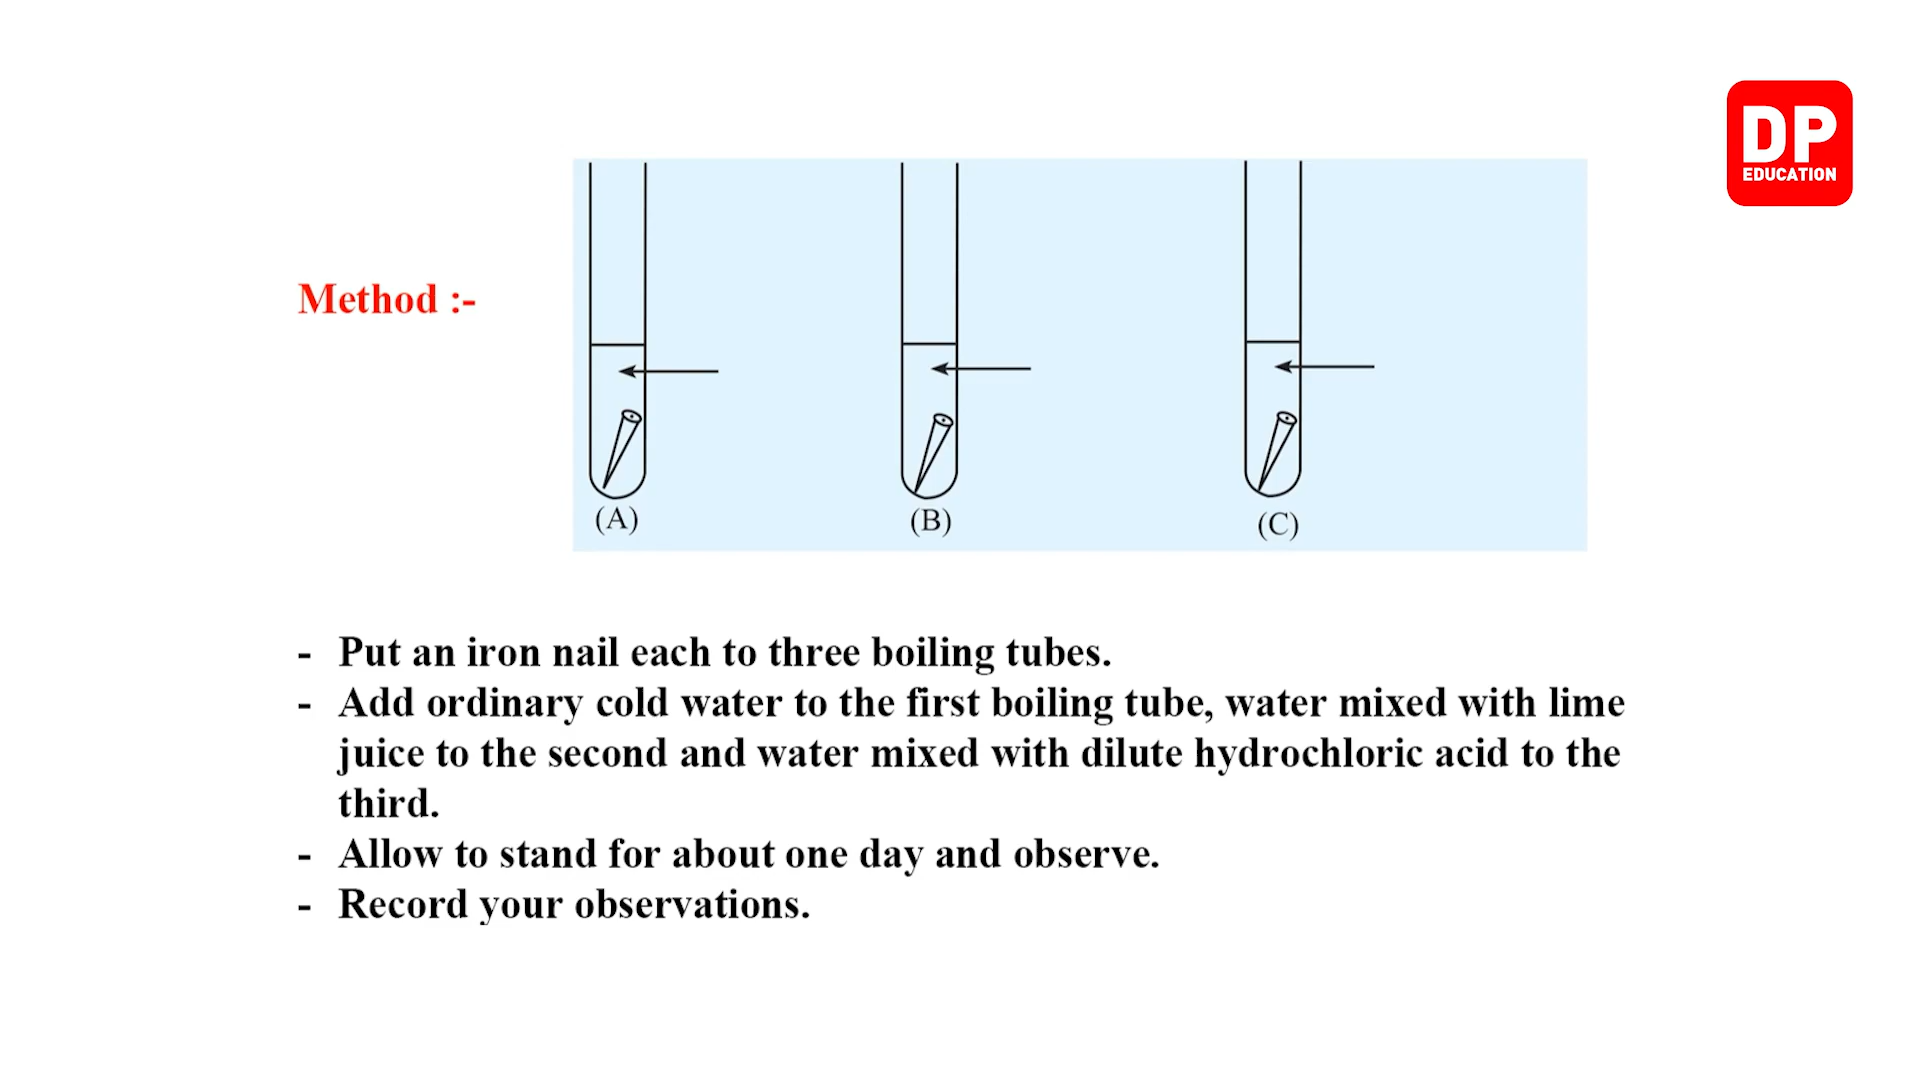 DP
EDUCATION
Method :-
(A)
(B)
(C)
- Put an iron nail each to three boiling tubes.
- Add ordinary cold water to the first boiling tube, water mixed with lime
juice to the second and water mixed with dilute hydrochloric acid to the
third.
- Allow to stand for about one day and observe.
- Record your observations.